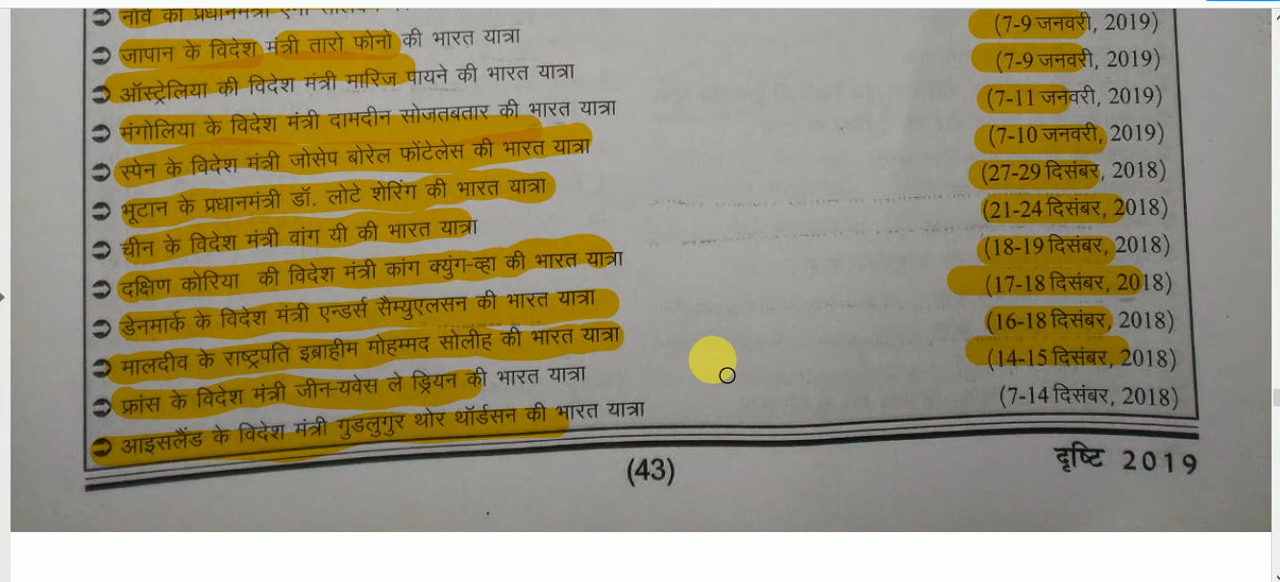 ➲ नॉर्वे की प्रधानमंत्री
➲ जापान के विदेश मंत्री तारो फोनो की भारत यात्रा (7-9 जनवरी, 2019)
➲ ऑस्ट्रेलिया की विदेश मंत्री मारिज पायने की भारत यात्रा (7-9 जनवरी, 2019)
➲ मंगोलिया के विदेश मंत्री दामदीन सोजतबतार की भारत यात्रा (7-11 जनवरी, 2019)
➲ स्पेन के विदेश मंत्री जोसेप बोरेल फोंटेलेस की भारत यात्रा (7-10 जनवरी, 2019)
➲ भूटान के प्रधानमंत्री डॉ. लोटे शेरिंग की भारत यात्रा (27-29 दिसंबर, 2018)
➲ चीन के विदेश मंत्री वांग यी की भारत यात्रा (21-24 दिसंबर, 2018)
➲ दक्षिण कोरिया की विदेश मंत्री कांग क्युंग-व्हा की भारत यात्रा (18-19 दिसंबर, 2018)
➲ डेनमार्क के विदेश मंत्री एन्डर्स सैम्युएलसन की भारत यात्रा (17-18 दिसंबर, 2018)
➲ मालदीव के राष्ट्रपति इब्राहीम मोहम्मद सोलीह की भारत यात्रा (16-18 दिसंबर, 2018)
➲ फ्रांस के विदेश मंत्री जीन-यवेस ले ड्रियन की भारत यात्रा (14-15 दिसंबर, 2018)
➲ आइसलैंड के विदेश मंत्री गुडलुगुर थोर थॉर्डसन की भारत यात्रा (7-14 दिसंबर, 2018)
(43) दृष्टि 2019